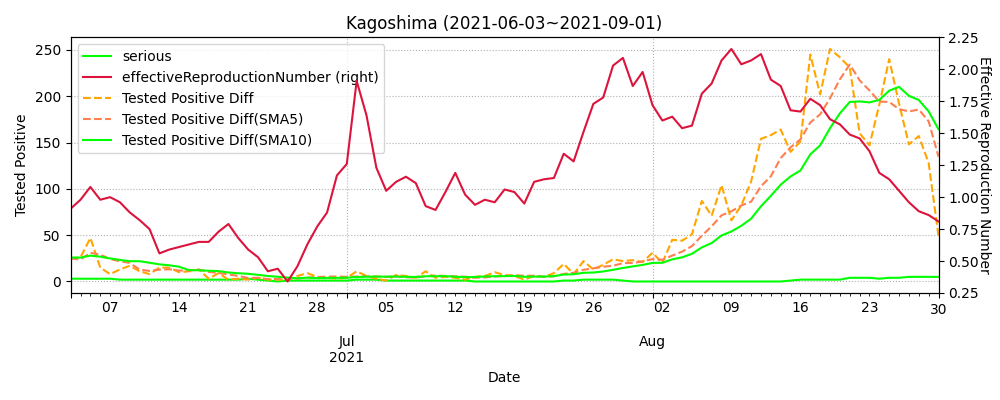 Kagoshima (2021-06-03~2021-09-01)
serious
effectiveReproductionNumber (right)
Tested Positive Diff
Tested Positive Diff(SMA5)
Tested Positive Diff(SMA10)
Tested Positive
250
200
150
100
50
0
Effective Reproduction Number
2.25
2.00
1.75
1.50
1.25
1.00
0.75
0.50
0.25
07 14 21 28 05 12 19 26 02 09 16 23 30
Jul Aug
2021
Date